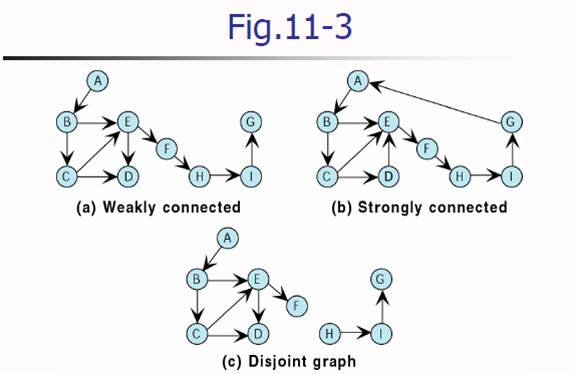 Fig.11-3
A
A
B
E
G
B
E
G
F
F
C
D
H
I
C
D
H
I
(a) Weakly connected
(b) Strongly connected
A
B
E
G
F
C
D
H
I
(c) Disjoint graph